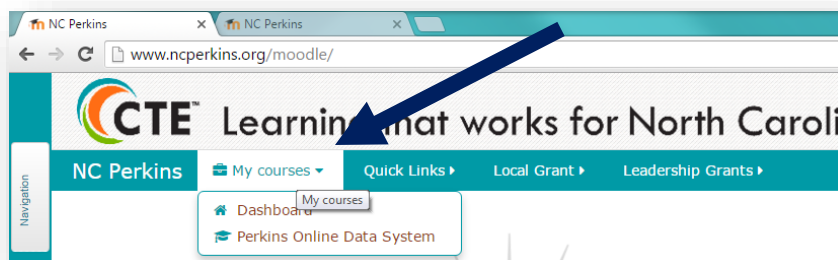 NC Perkins
NC Perkins
www.ncperkins.org/moodle/
CTE™ Learning that works for North Caroli
Navigation
NC Perkins My courses Quick Links Local Grant Leadership Grants
My courses
Dashboard
Perkins Online Data System